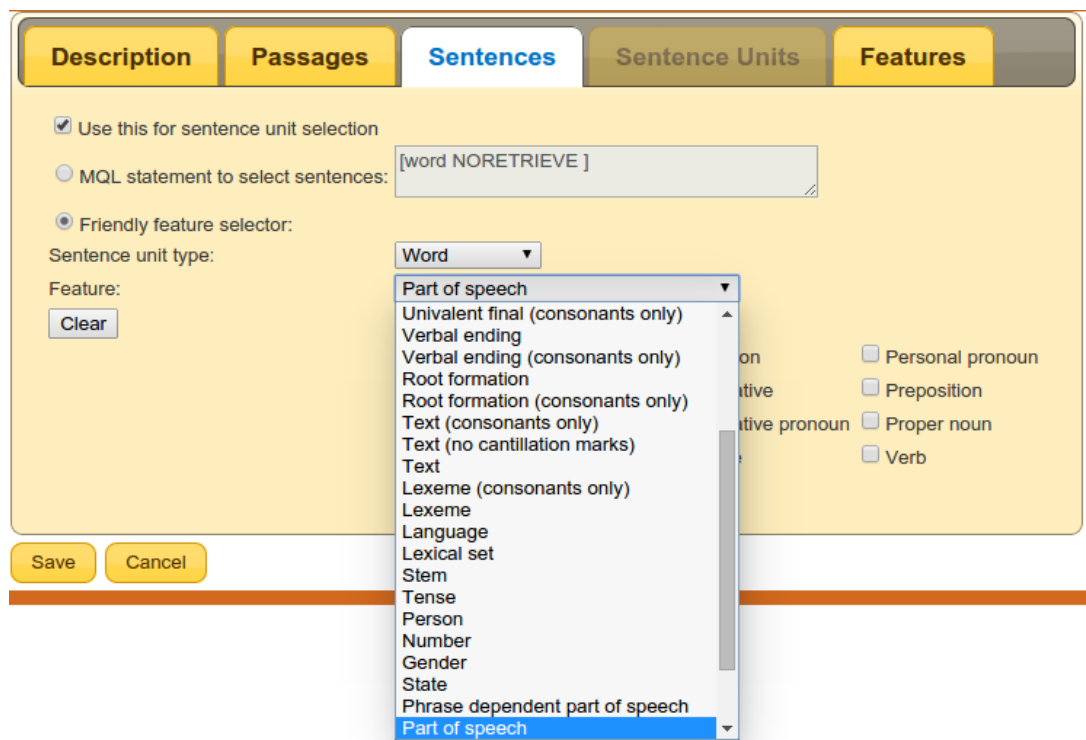 Description Passages Sentences Sentence Units Features
Use this for sentence unit selection
MQL statement to select sentences: [word NORETRIEVE ]
Friendly feature selector:
Sentence unit type: Word
Feature: Part of speech
Clear
Univalent final (consonants only)
Verbal ending
Verbal ending (consonants only)
Root formation
Root formation (consonants only)
Text (consonants only)
Text (no cantillation marks)
Text
Lexeme (consonants only)
Lexeme
Language
Lexical set
Stem
Tense
Person
Number
Gender
State
Phrase dependent part of speech
Part of speech
on Personal pronoun
ative Preposition
ative pronoun Proper noun
Verb
Save Cancel